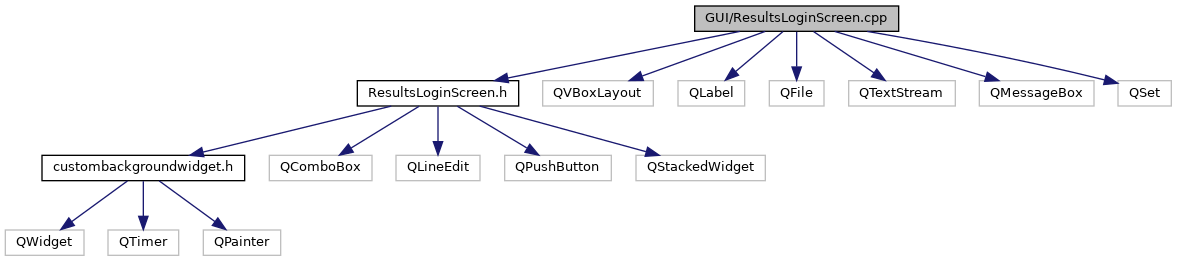 GUI/ResultsLoginScreen.cpp
ResultsLoginScreen.h
QVBoxLayout
QLabel
QFile
QTextStream
QMessageBox
QSet
custombackgroundwidget.h
QComboBox
QLineEdit
QPushButton
QStackedWidget
QWidget
QTimer
QPainter